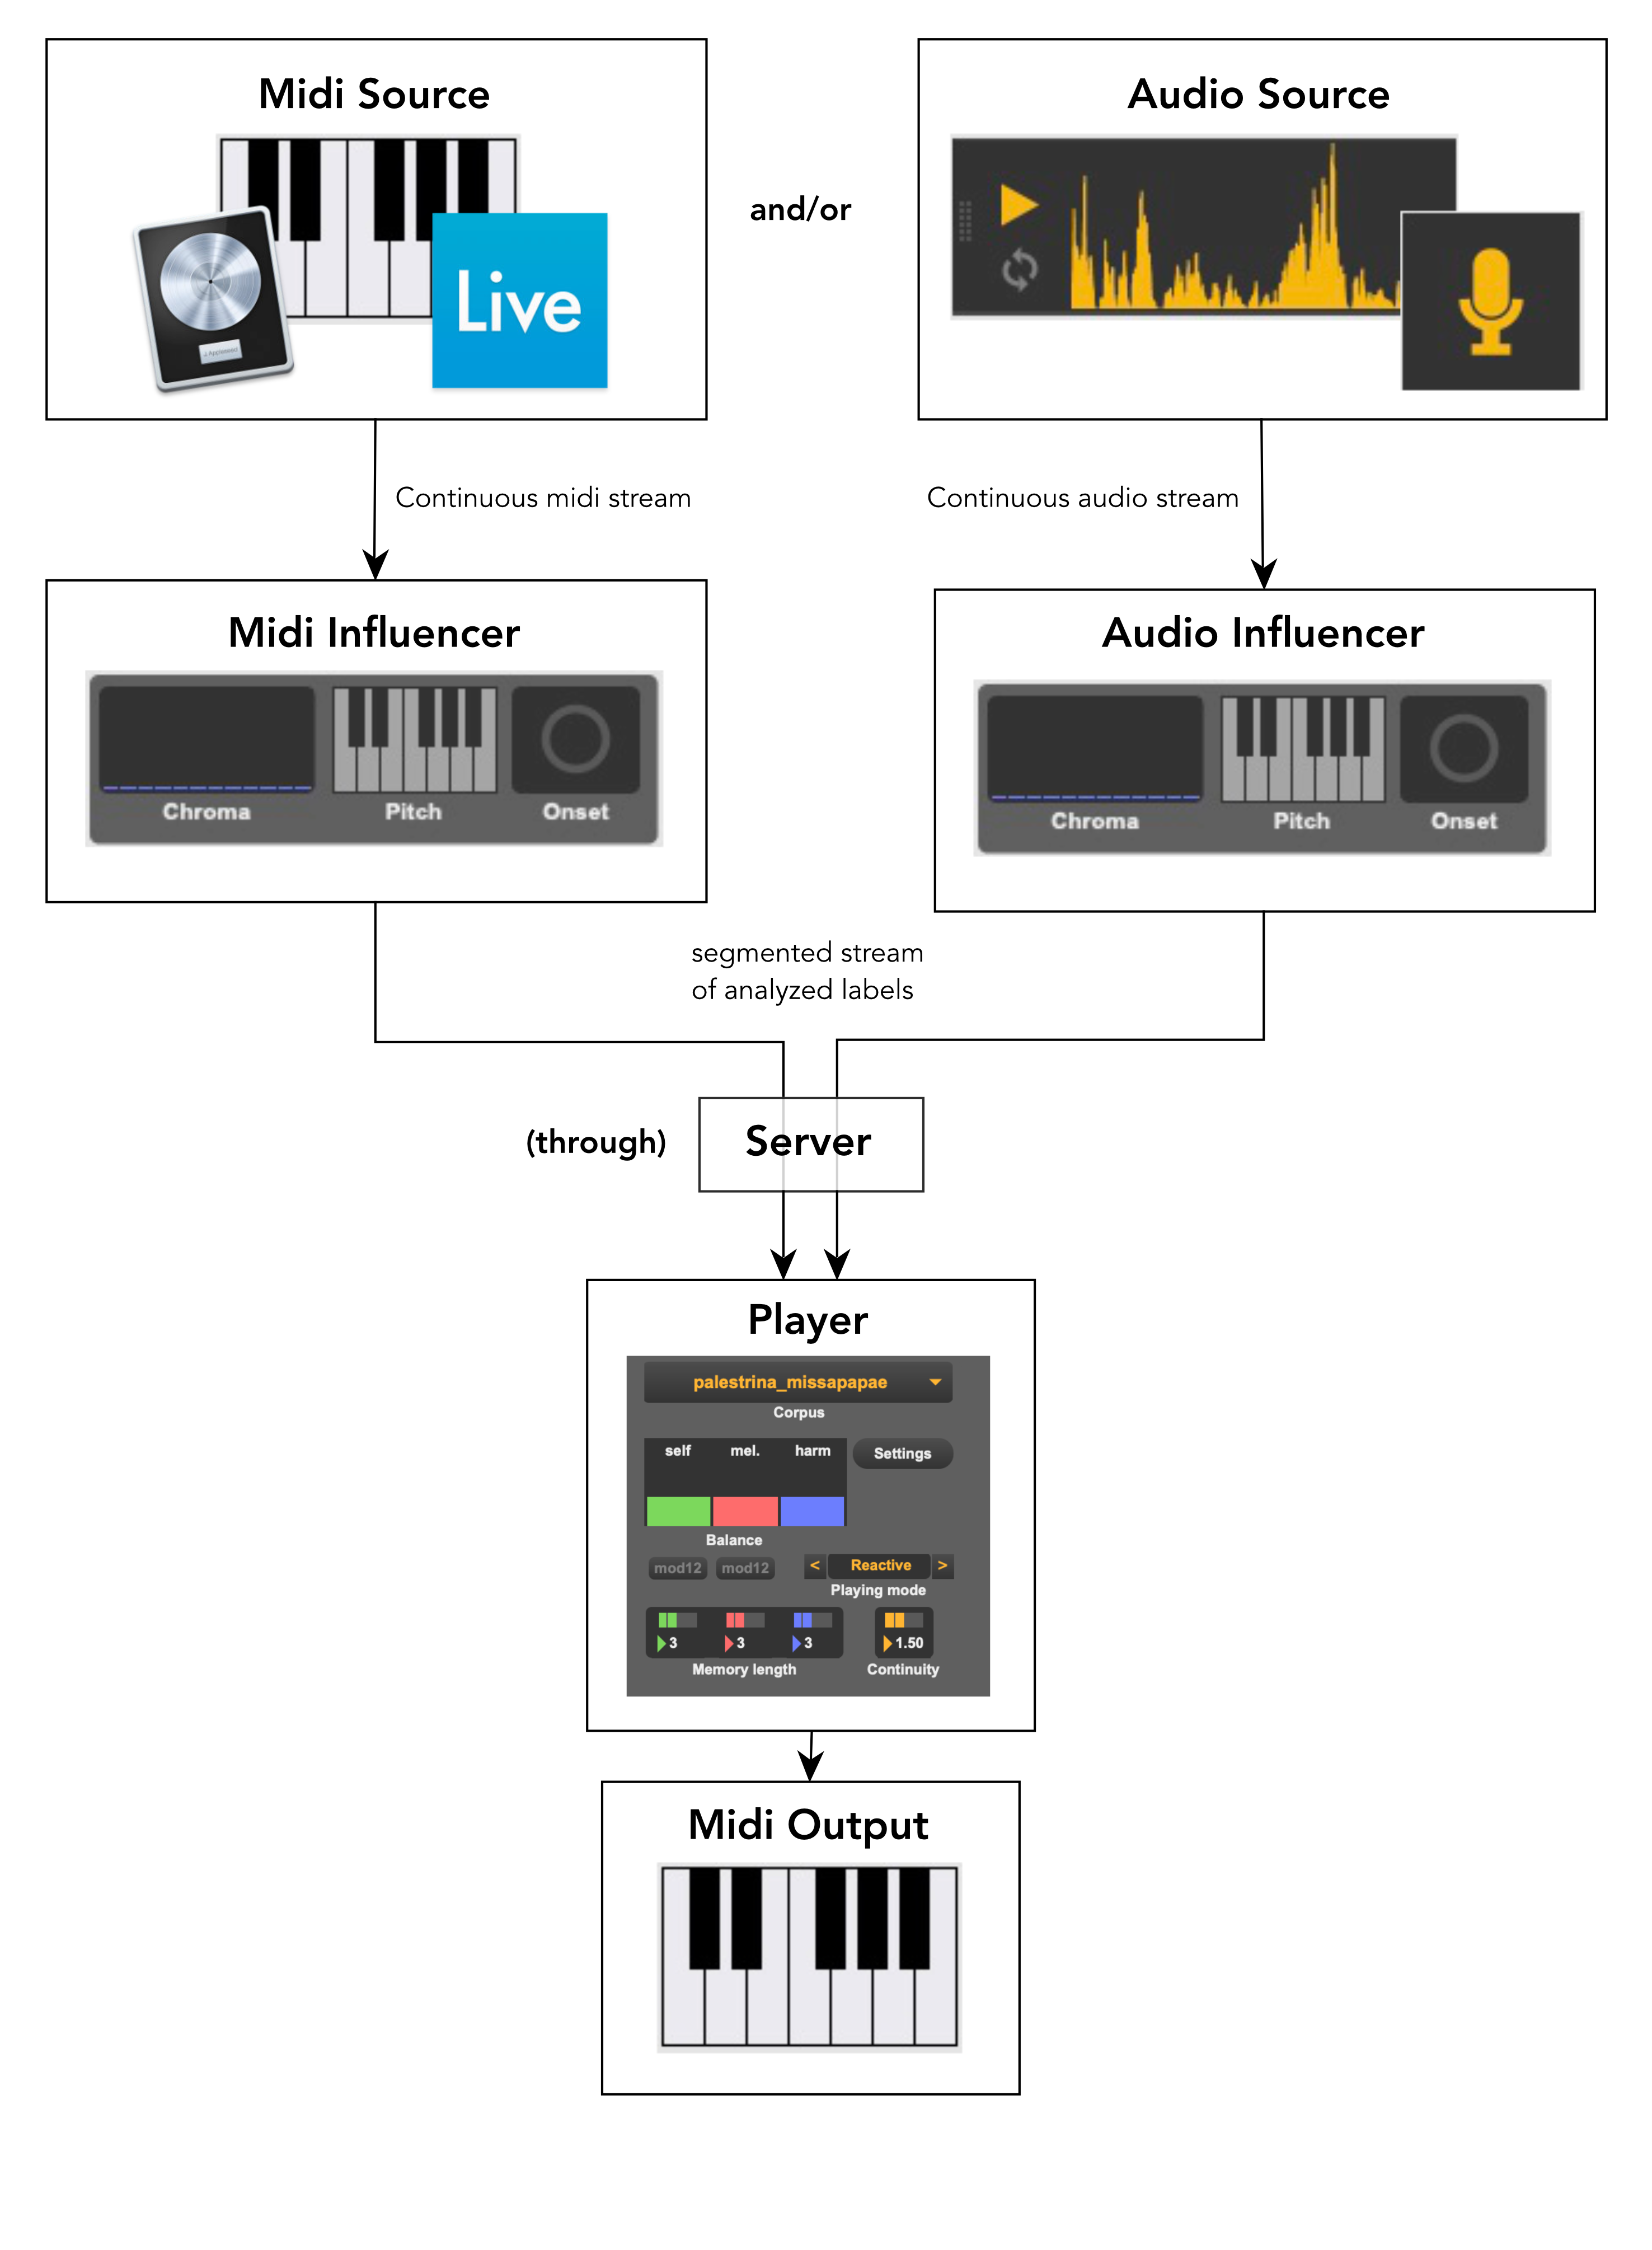 Midi Source
Audio Source
and/or
Live
Continuous midi stream
Continuous audio stream
Midi Influencer
Chroma
Pitch
Onset
Audio Influencer
Chroma
Pitch
Onset
segmented stream
of analyzed labels
(through)
Server
Player
palestrina_missapapae
Corpus
self mel. harm
Settings
Balance
mod12 mod12
< Reactive >
Playing mode
3 3 3
1.50
Memory length
Continuity
Midi Output